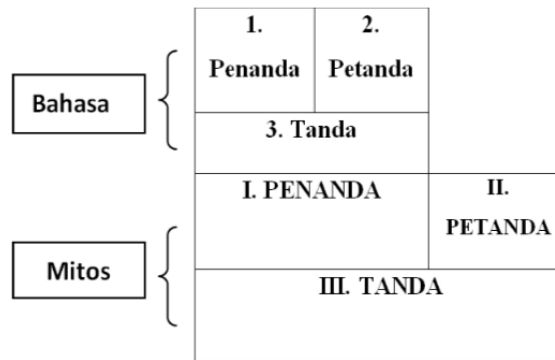 1.
Penanda
2.
Petanda
Bahasa
3. Tanda
I. PENANDA
II.
PETANDA
Mitos
III. TANDA